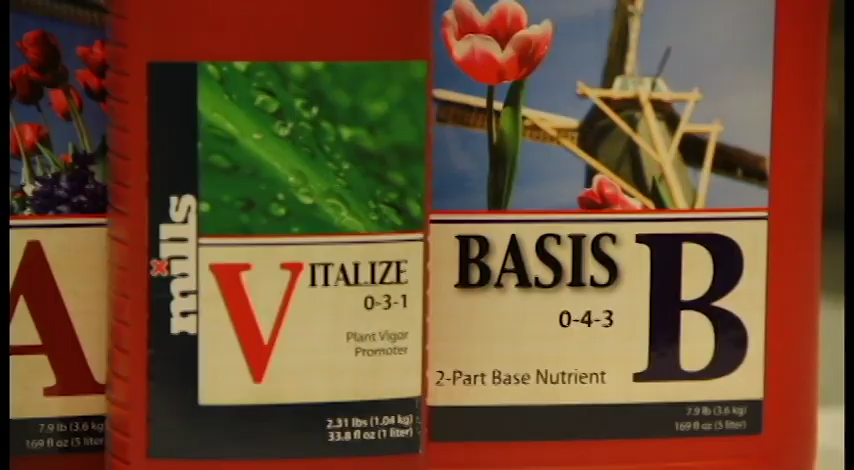 A
7.9 lb (3.6 kg)
169 fl oz (5 liter)
mills
VITALIZE
0-3-1
Plant Vigor
Promoter
2.31 lbs (1.04 kg)
33.8 fl oz (1 liter)
BASIS B
0-4-3
2-Part Base Nutrient
7.9 lb (3.6 kg)
169 fl oz (5 liter)